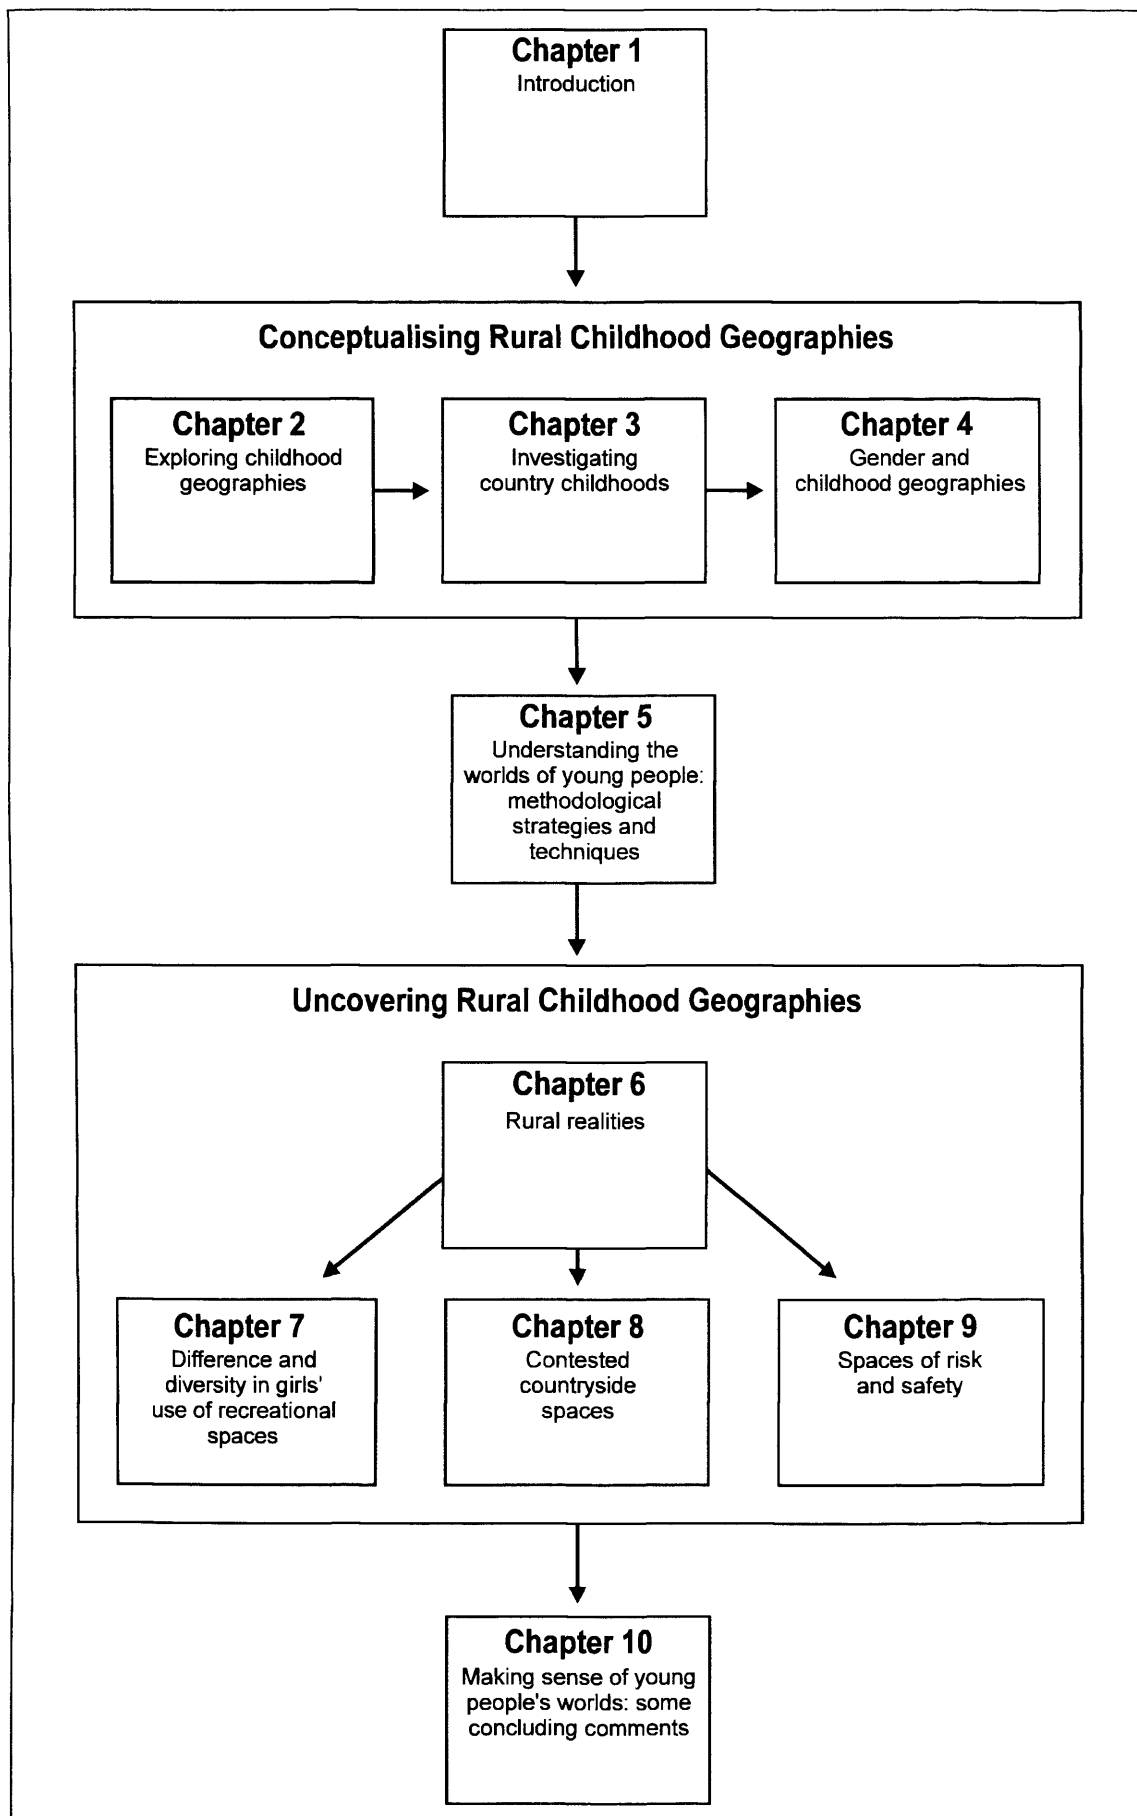 Chapter 1
Introduction
Conceptualising Rural Childhood Geographies
Chapter 2
Exploring childhood
geographies
Chapter 3
Investigating
country childhoods
Chapter 4
Gender and
childhood geographies
Chapter 5
Understanding the
worlds of young people:
methodological
strategies and
techniques
Uncovering Rural Childhood Geographies
Chapter 6
Rural realities
Chapter 7
Difference and
diversity in girls'
use of recreational
spaces
Chapter 8
Contested
countryside
spaces
Chapter 9
Spaces of risk
and safety
Chapter 10
Making sense of young
people's worlds: some
concluding comments